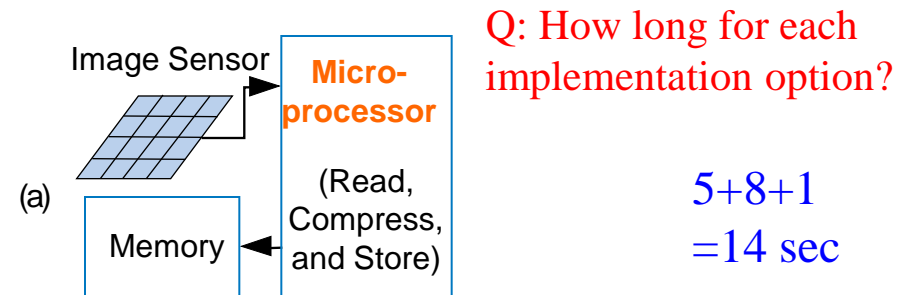 Q: How long for each
implementation option?
Image Sensor
Micro-
processor
(a)
(Read,
Compress,
and Store)
Memory
5+8+1
=14 sec